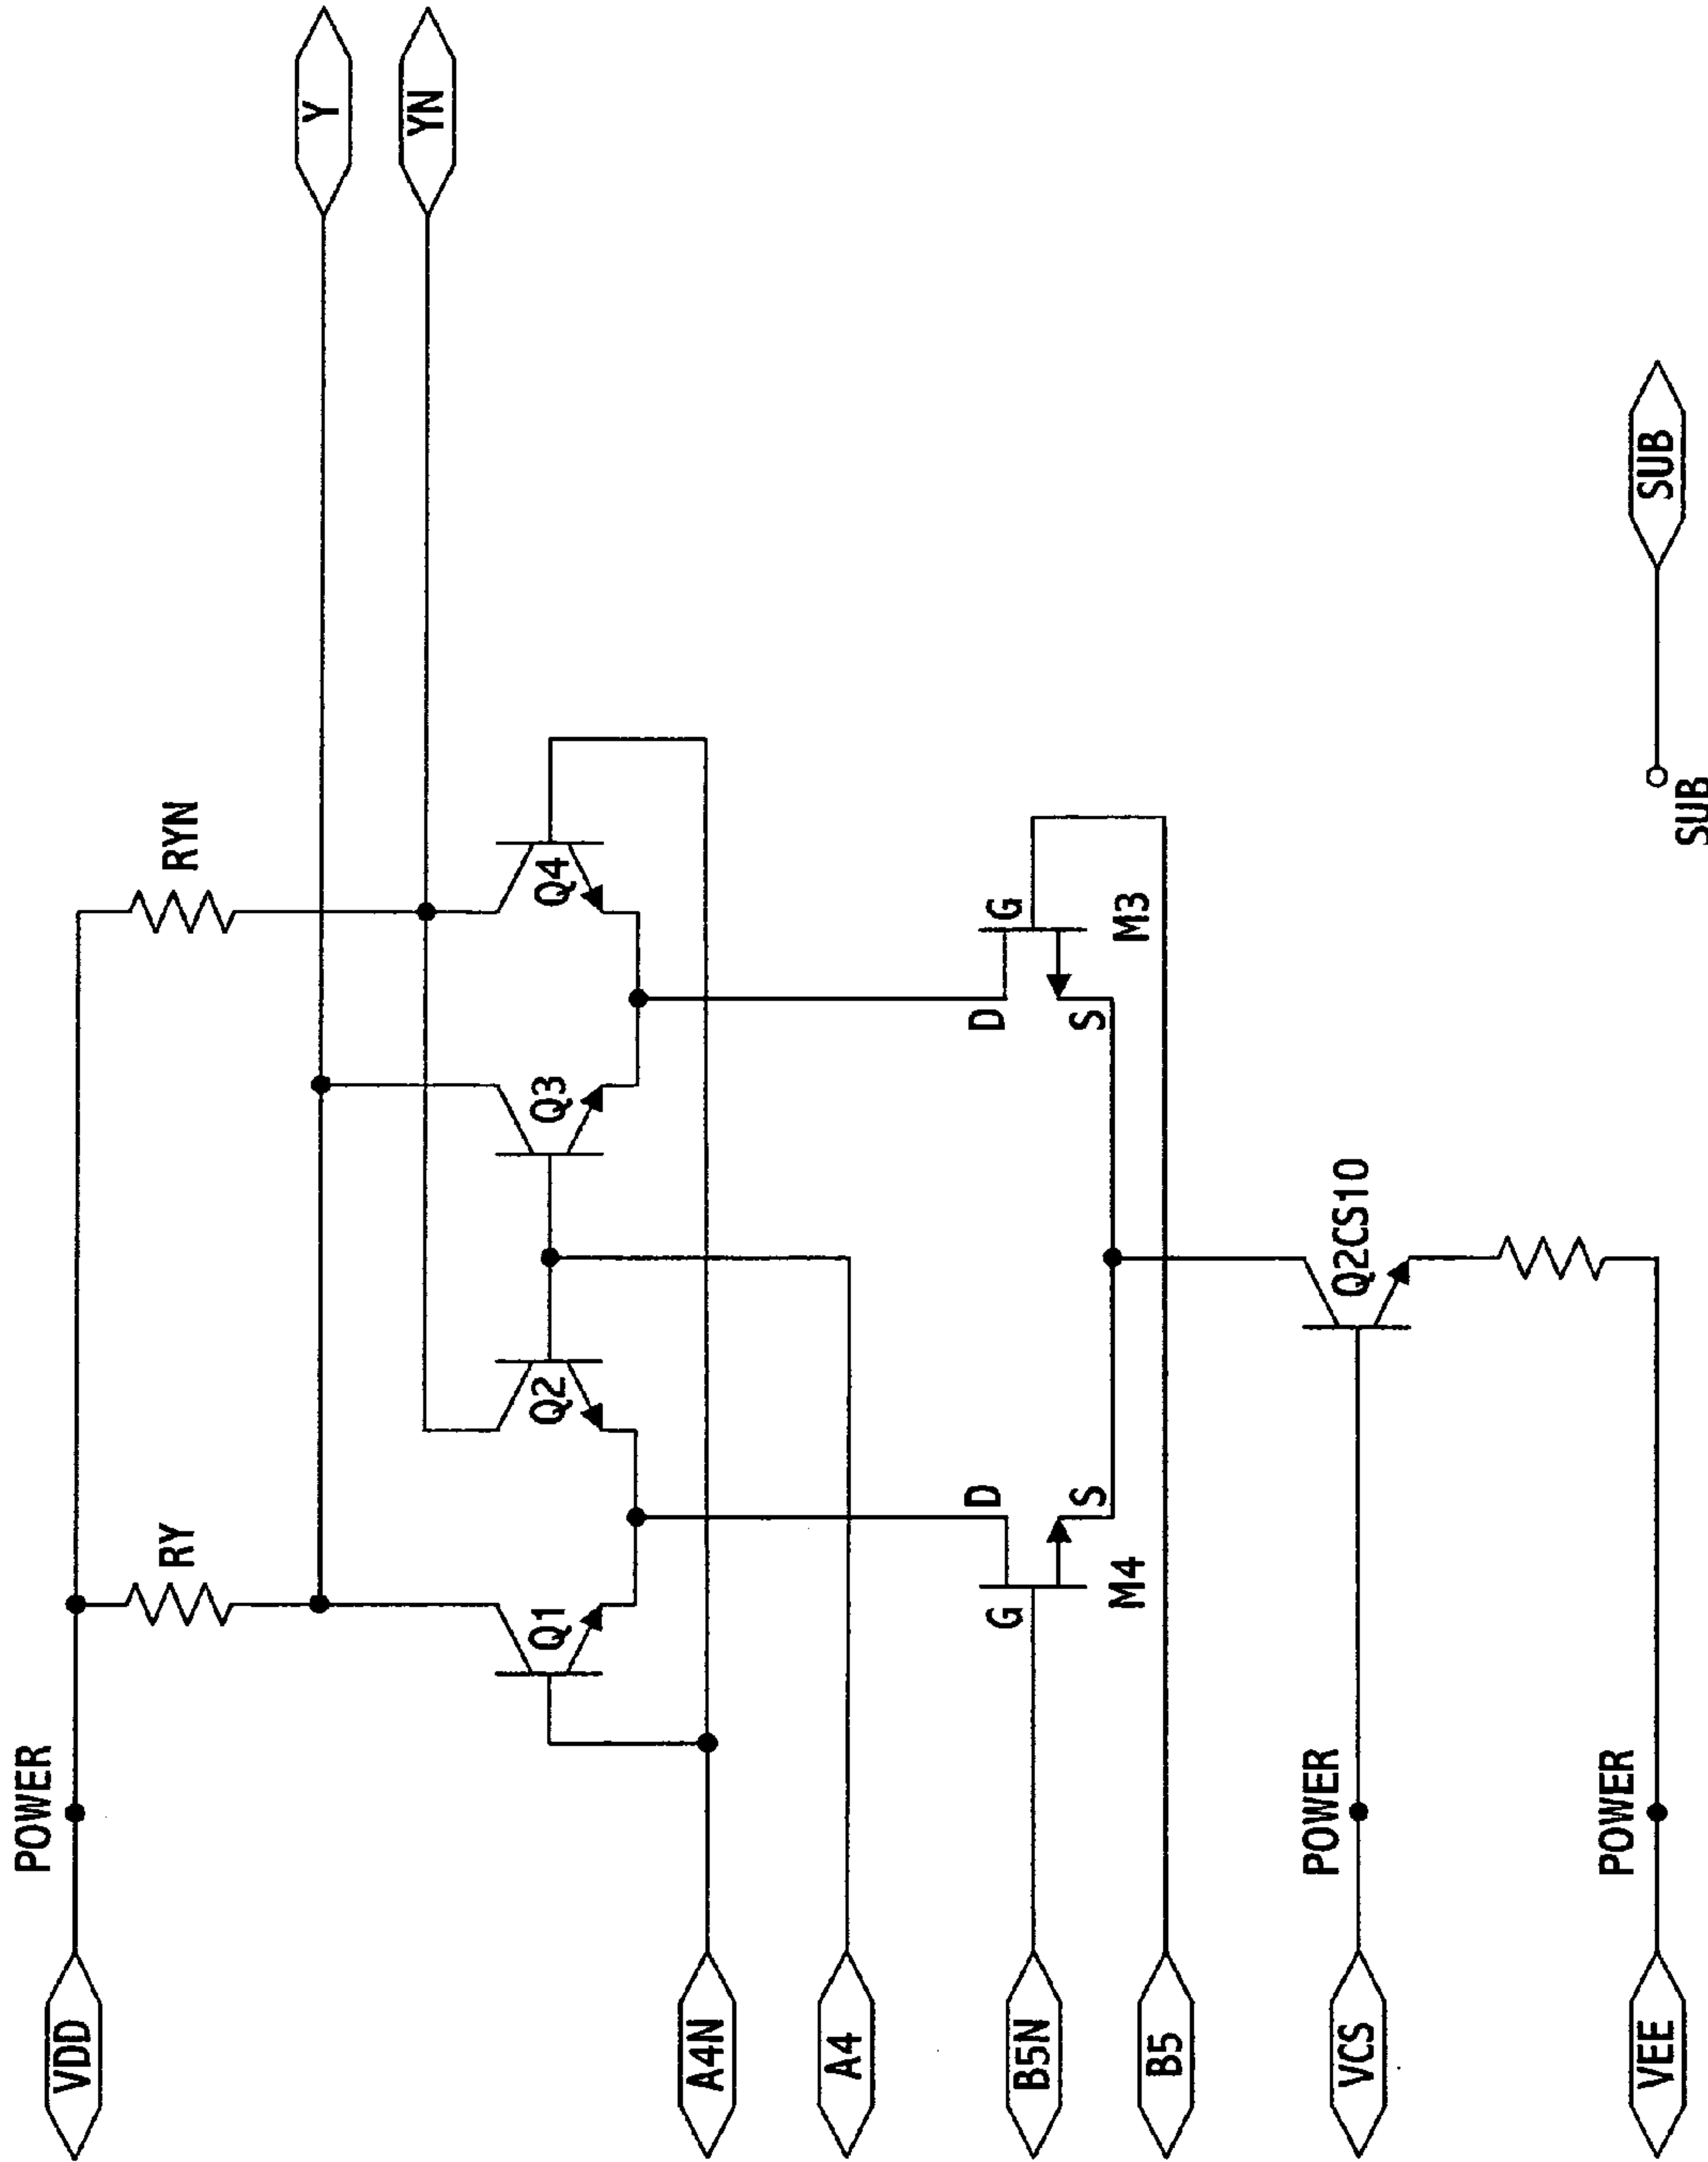 POWER
VDD
RY
RYN
Y
YN
Q1
Q2
Q3
Q4
A4N
A4
D
D
G
G
B5N
S
S
M4
M3
B5
POWER
Q2CS10
VCS
POWER
VEE
SUB
SUB